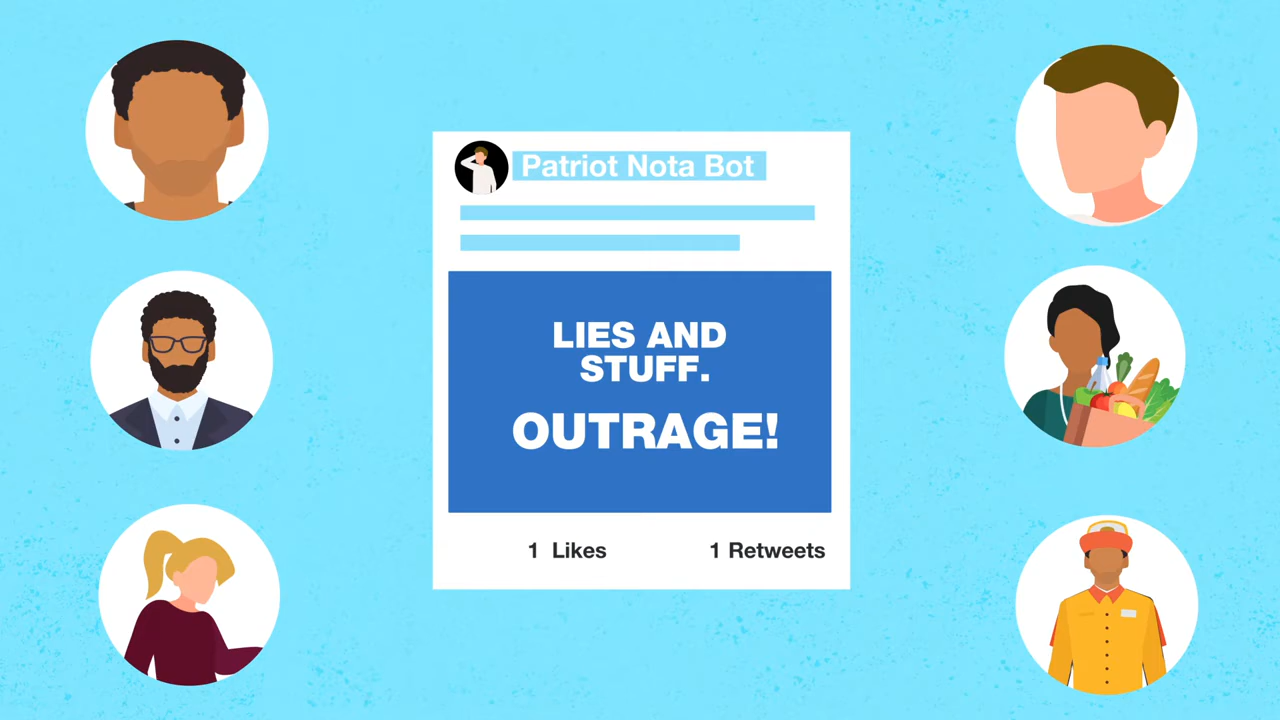 Patriot Nota Bot
LIES AND
STUFF.
OUTRAGE!
1 Likes 1 Retweets